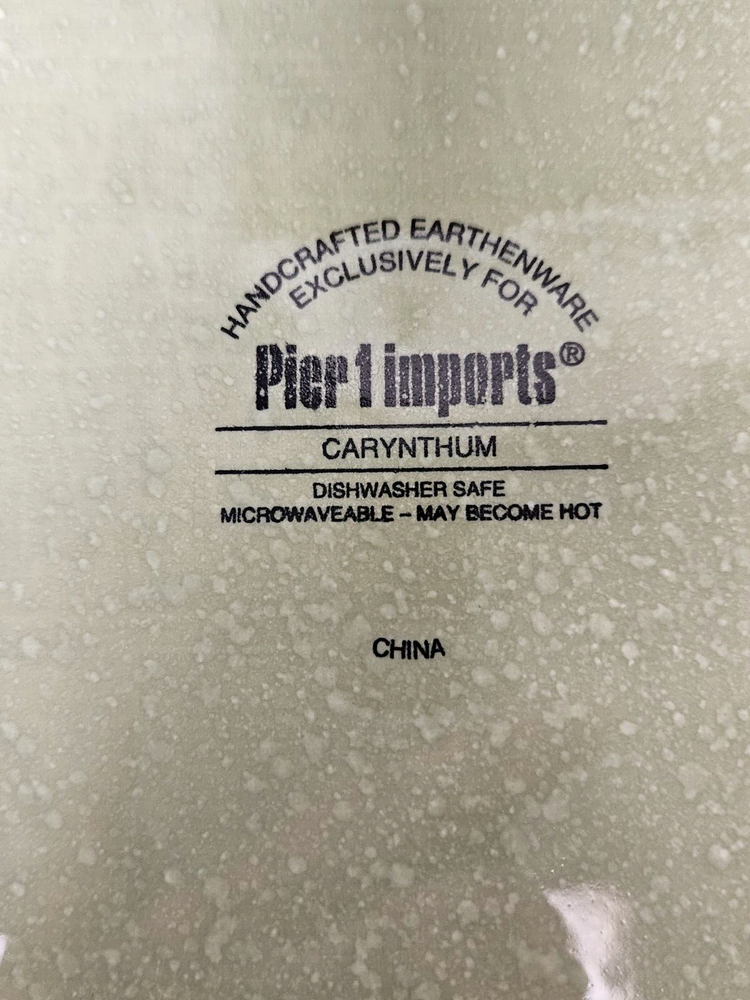 HANDCRAFTED EARTHENWARE
EXCLUSIVELY FOR
Pier 1 imports®
CARYNTHUM
DISHWASHER SAFE
MICROWAVEABLE – MAY BECOME HOT
CHINA